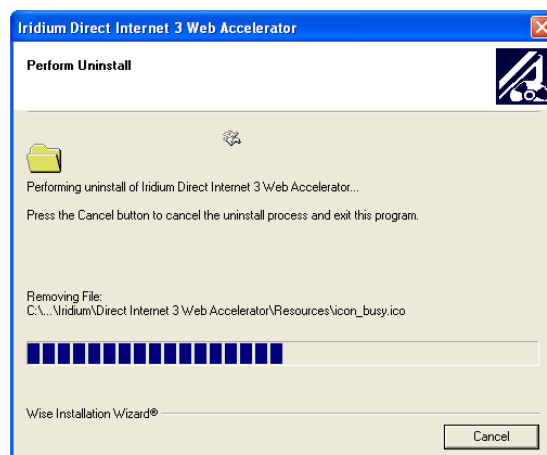 Iridium Direct Internet 3 Web Accelerator
Perform Uninstall
Performing uninstall of Iridium Direct Internet 3 Web Accelerator...
Press the Cancel button to cancel the uninstall process and exit this program.
Removing File:
C:\...\Iridium\Direct Internet 3 Web Accelerator\Resources\icon_busy.ico
Wise Installation Wizard®
Cancel